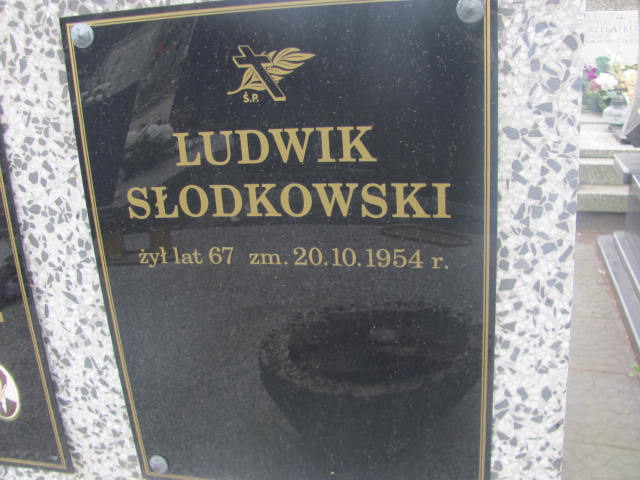 Ś.P.
LUDWIK
SŁODKOWSKI
żył lat 67 zm. 20.10.1954 r.